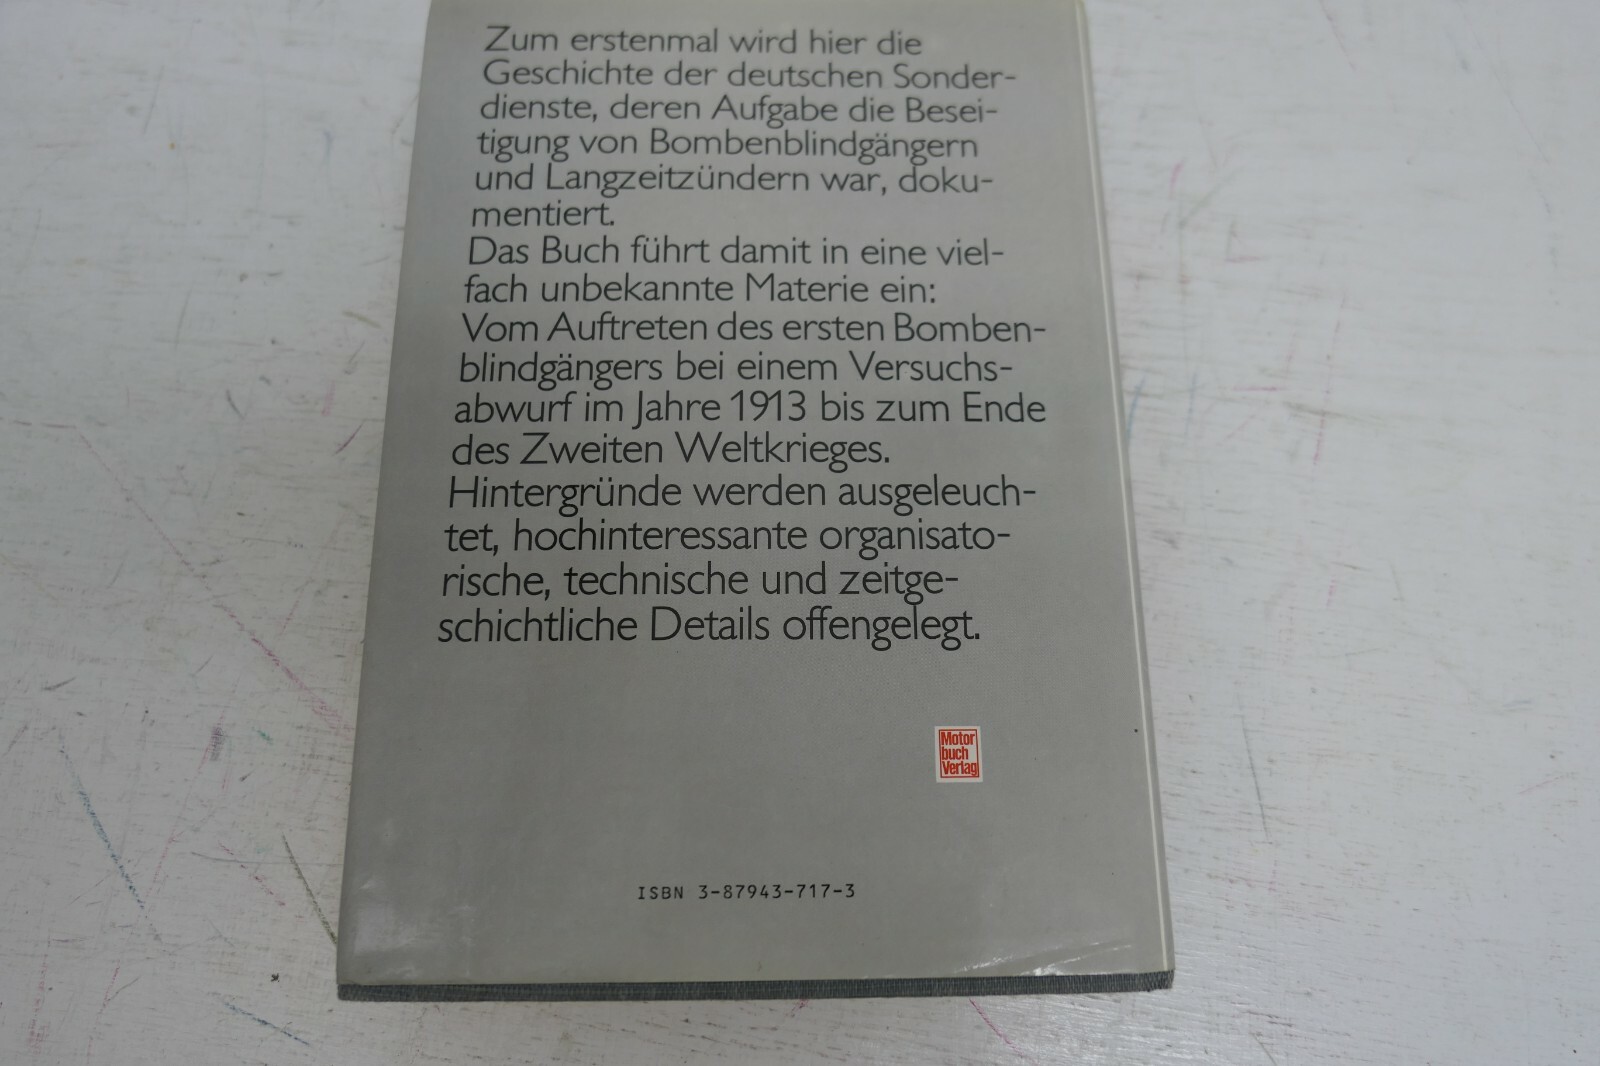 Zum erstenmal wird hier die
Geschichte der deutschen Sonder-
dienste, deren Aufgabe die Besei-
tigung von Bombenblindgängern
und Langzeitzündern war, doku-
mentiert.
Das Buch führt damit in eine viel-
fach unbekannte Materie ein:
Vom Auftreten des ersten Bomben-
blindgängers bei einem Versuchs-
abwurf im Jahre 1913 bis zum Ende
des Zweiten Weltkrieges.
Hintergründe werden ausgeleuch-
tet, hochinteressante organisato-
rische, technische und zeitge-
schichtliche Details offengelegt.
Motor
buch
Verlag
ISBN 3-87943-717-3